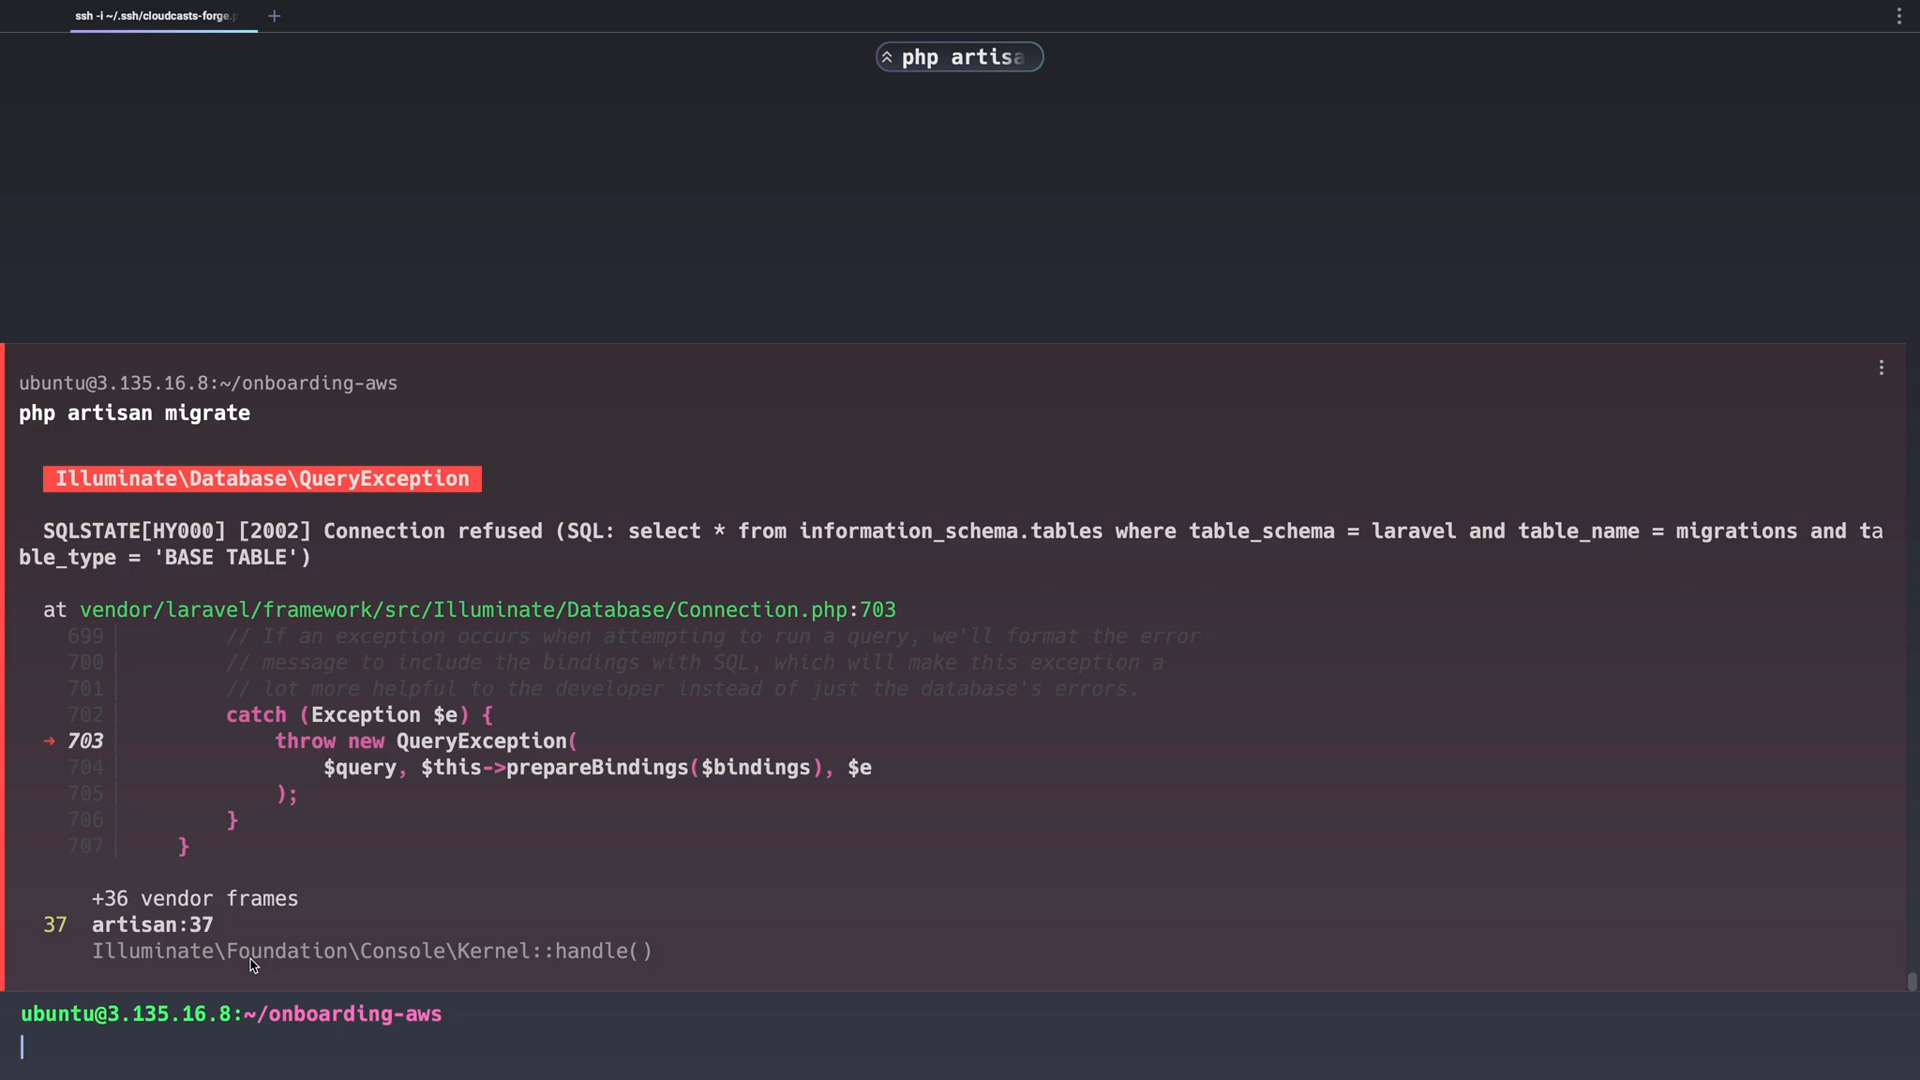 ssh -i ~/.ssh/cloudcasts-forge.
php artisa
ubuntu@3.135.16.8:~/onboarding-aws
php artisan migrate
Illuminate\Database\QueryException
SQLSTATE[HY000] [2002] Connection refused (SQL: select * from information_schema.tables where table_schema = laravel and table_name = migrations and ta
ble_type = 'BASE TABLE')
at vendor/laravel/framework/src/Illuminate/Database/Connection.php:703
699| // If an exception occurs when attempting to run a query, we'll format the error
700| // message to include the bindings with SQL, which will make this exception a
701| // lot more helpful to the developer instead of just the database's errors.
702| catch (Exception $e) {
➜ 703| throw new QueryException(
704| $query, $this->prepareBindings($bindings), $e
705| );
706| }
707| }
+36 vendor frames
37 artisan:37
Illuminate\Foundation\Console\Kernel::handle()
ubuntu@3.135.16.8:~/onboarding-aws